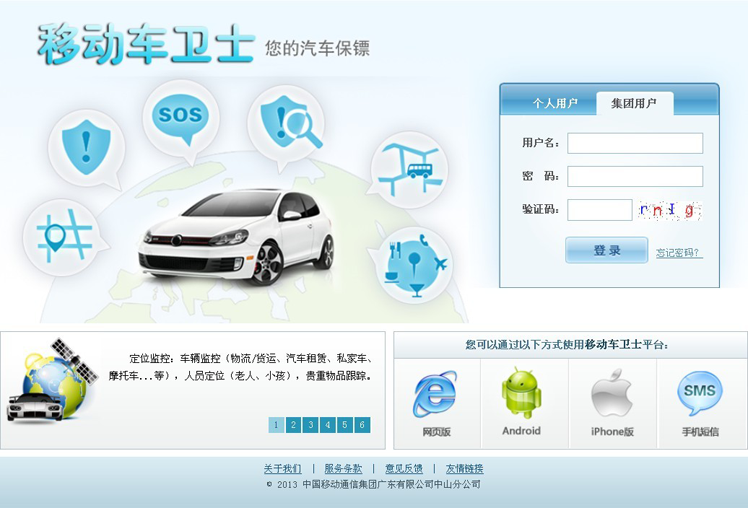 移动车卫士 您的汽车保镖
SOS
个人用户 集团用户
用户名：
密 码：
验证码：
登 录 忘记密码？
定位监控：车辆监控（物流/货运、汽车租赁、私家车、
摩托车...等），人员定位（老人、小孩），贵重物品跟踪。
1 2 3 4 5 6
您可以通过以下方式使用移动车卫士平台：
SMS
网页版 Android iPhone版 手机短信
关于我们 | 服务条款 | 意见反馈 | 友情链接
© 2013 中国移动通信集团广东有限公司中山分公司